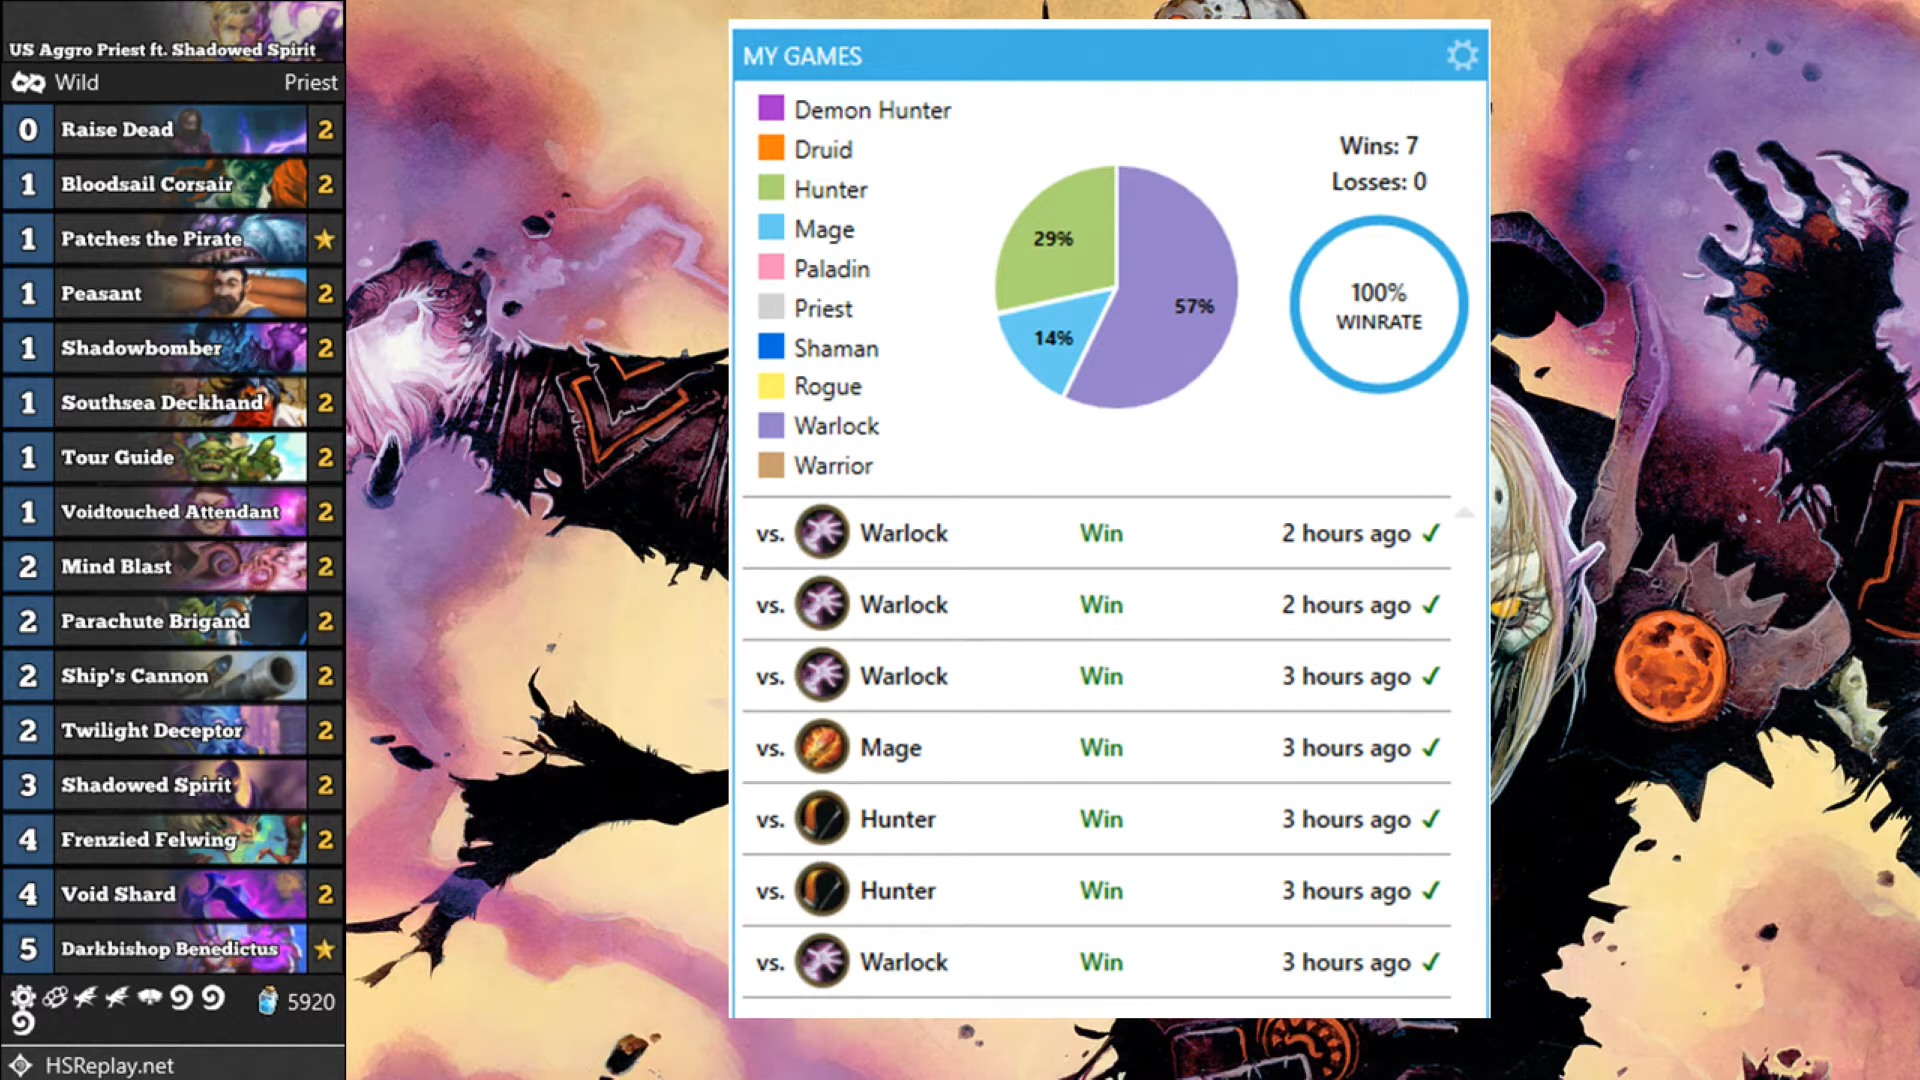 US Aggro Priest ft. Shadowed Spirit
Wild Priest
0 Raise Dead 2
1 Bloodsail Corsair 2
1 Patches the Pirate
1 Peasant 2
1 Shadowbomber 2
1 Southsea Deckhand 2
1 Tour Guide 2
1 Voidtouched Attendant 2
2 Mind Blast 2
2 Parachute Brigand 2
2 Ship's Cannon 2
2 Twilight Deceptor 2
3 Shadowed Spirit 2
4 Frenzied Felwing 2
4 Void Shard 2
5 Darkbishop Benedictus
5920
HSReplay.net
MY GAMES
Demon Hunter
Druid
Hunter
Mage
Paladin
Priest
Shaman
Rogue
Warlock
Warrior
29%
14%
57%
Wins: 7
Losses: 0
100%
WINRATE
vs. Warlock Win 2 hours ago
vs. Warlock Win 2 hours ago
vs. Warlock Win 3 hours ago
vs. Mage Win 3 hours ago
vs. Hunter Win 3 hours ago
vs. Hunter Win 3 hours ago
vs. Warlock Win 3 hours ago